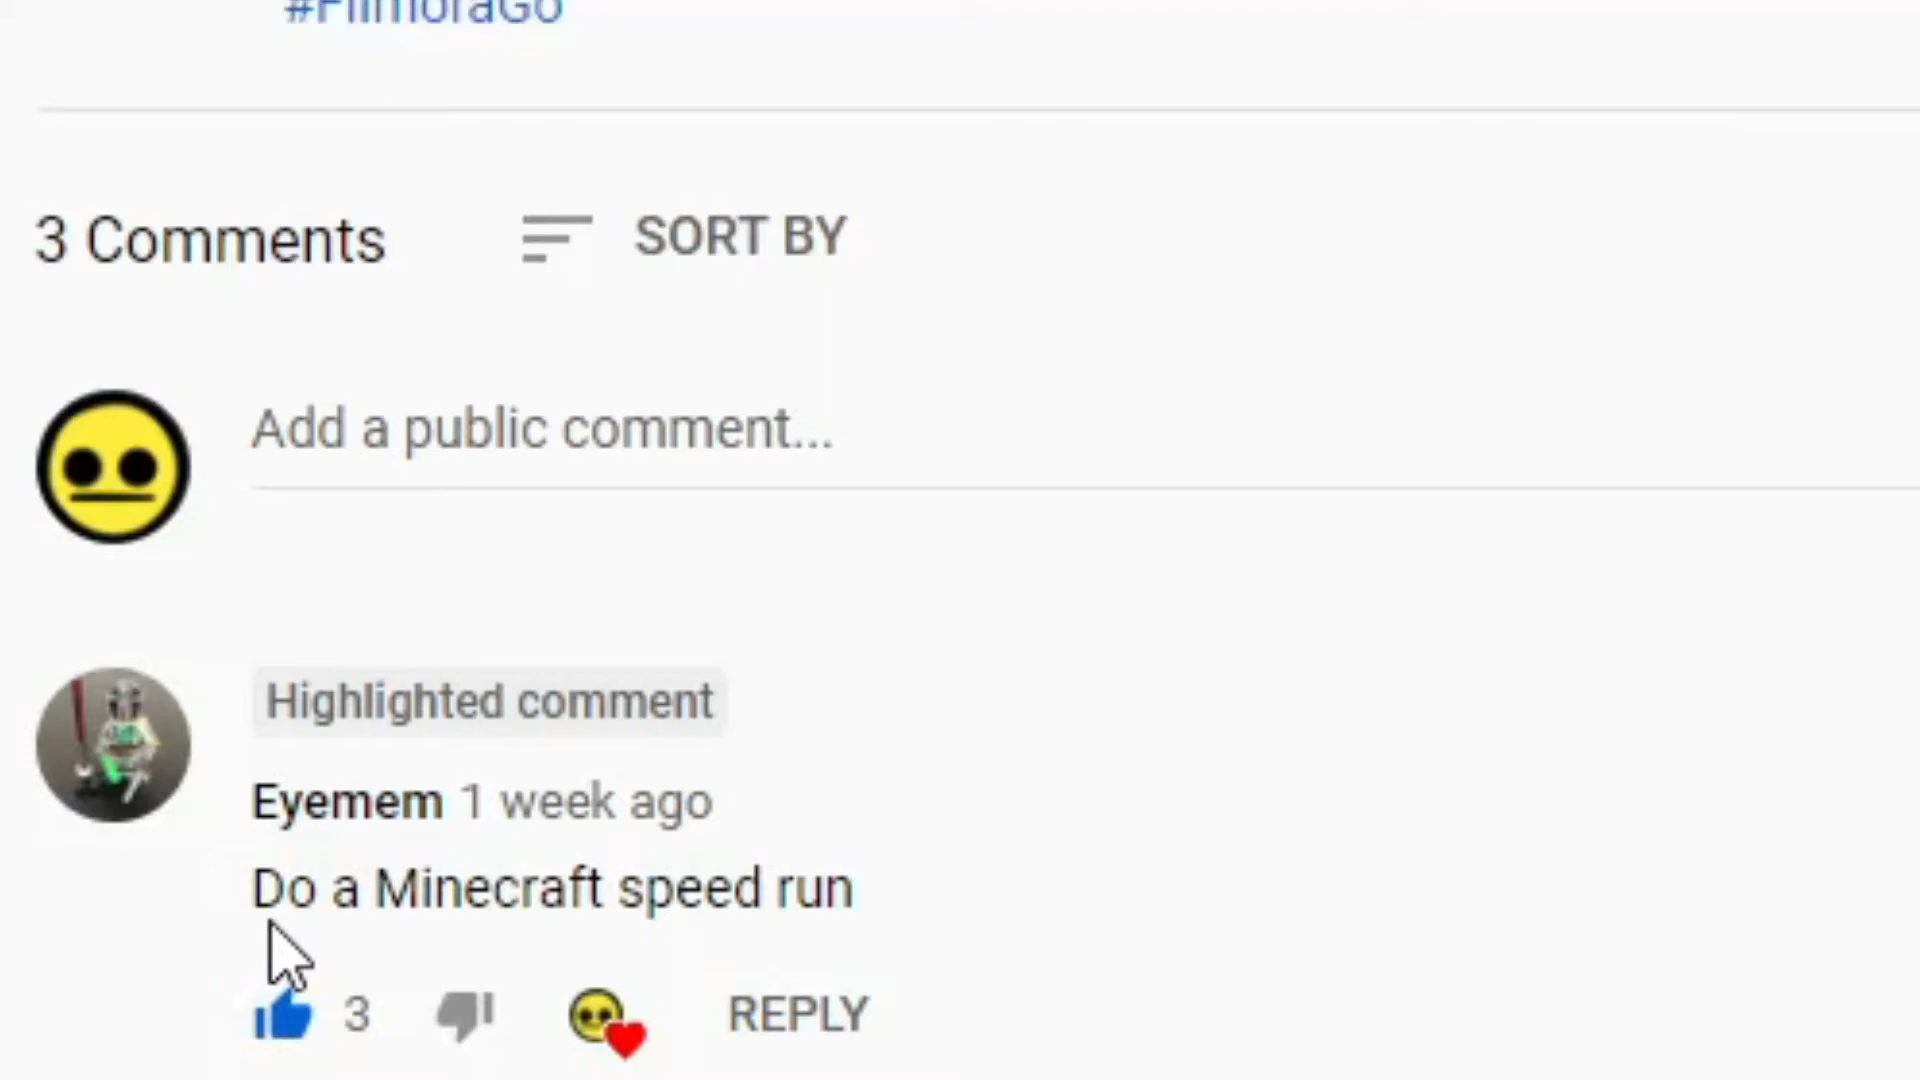 #FilmoraGo
3 Comments
SORT BY
Add a public comment...
Highlighted comment
Eyemem 1 week ago
Do a Minecraft speed run
3
REPLY